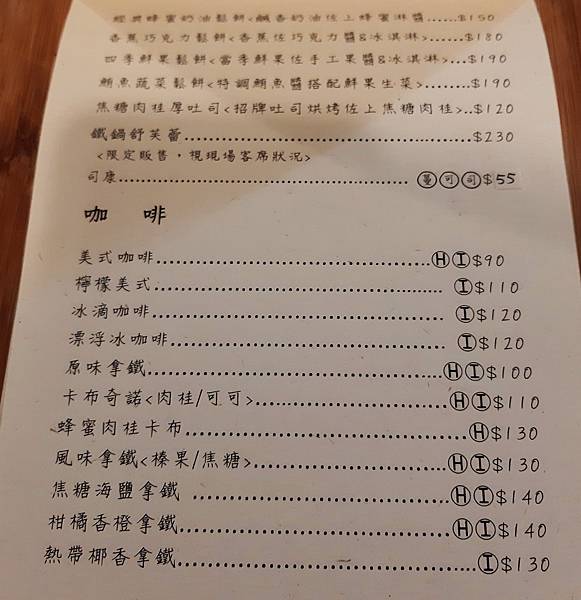 經典蜂蜜奶油鬆餅<鹹香奶油佐上蜂蜜淋醬......$150
香蕉巧克力鬆餅<香蕉佐巧克力醬&冰淇淋>......$180
四季鮮果鬆餅<當季鮮果佐手工果醬&冰淇淋>...$190
鮪魚蔬菜鬆餅<特調鮪魚醬搭配鮮果生菜>........$190
焦糖肉桂厚吐司<招牌吐司烘烤佐上焦糖肉桂>..$120
鐵鍋舒芙蕾..................................................$230
<限定販售，視現場客席狀況>
司康.................................................. 蔓 可 司 $55
咖 啡
美式咖啡..................................................Ⓗ Ⓘ $90
檸檬美式.................................................. Ⓘ $110
冰滴咖啡.................................................. Ⓘ $120
漂浮冰咖啡.................................................. Ⓘ $120
原味拿鐵..................................................Ⓗ Ⓘ $100
卡布奇諾<肉桂/可可>..............................Ⓗ Ⓘ $110
蜂蜜肉桂卡布..........................................Ⓗ $130
風味拿鐵<榛果/焦糖>..............................Ⓗ Ⓘ $130
焦糖海鹽拿鐵 ........................................Ⓗ Ⓘ $140
柑橘香橙拿鐵..........................................Ⓗ Ⓘ $140
熱帶椰香拿鐵..............................................Ⓘ $130